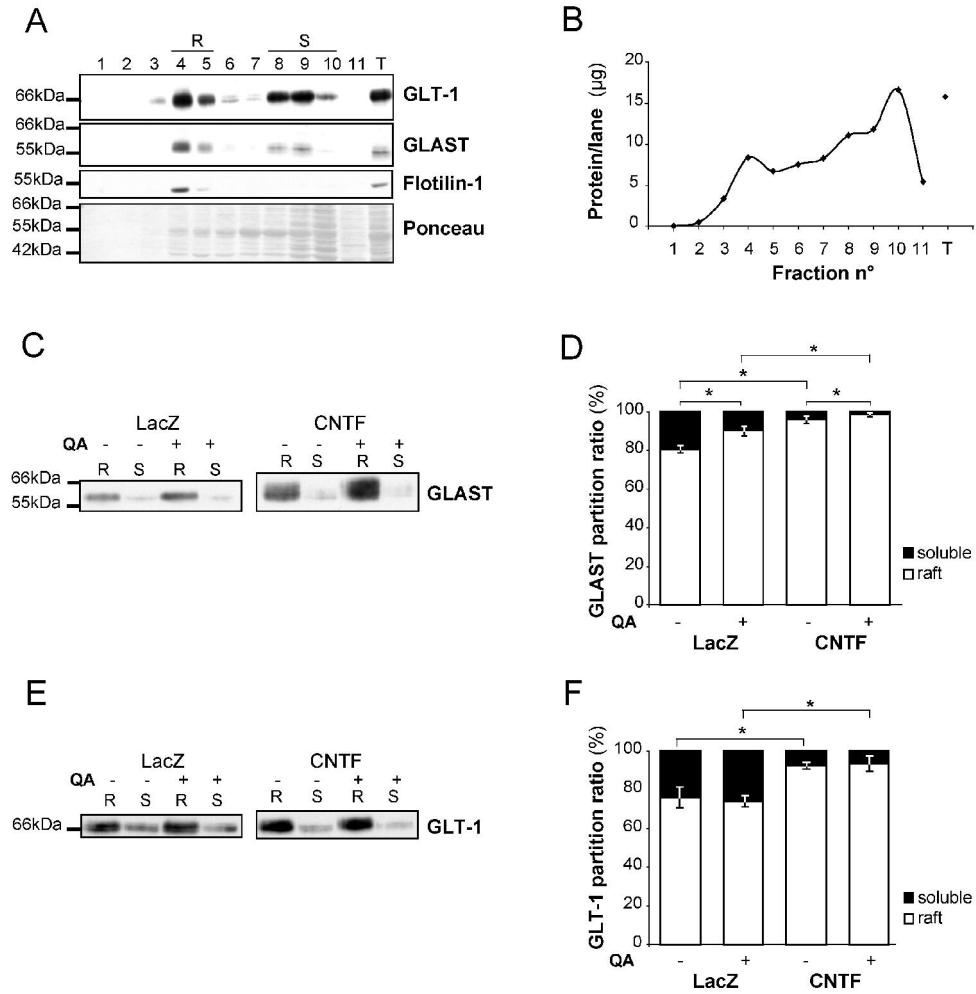 A
R S
1 2 3 4 5 6 7 8 9 10 11 T
66kDa GLT-1
66kDa
55kDa GLAST
55kDa Flotilin-1
66kDa
55kDa Ponceau
42kDa
B
Protein/lane (µg)
20
15
10
5
0
1 2 3 4 5 6 7 8 9 10 11 T
Fraction n°
C
LacZ CNTF
QA - - + + - - + +
R S R S R S R S
66kDa
55kDa GLAST
D
* * * *
GLAST partition ratio (%)
100
80
60
40
20
0
soluble
raft
QA - + - +
LacZ CNTF
E
LacZ CNTF
QA - - + + - - + +
R S R S R S R S
66kDa GLT-1
F
* *
GLT-1 partition ratio (%)
100
80
60
40
20
0
soluble
raft
QA - + - +
LacZ CNTF